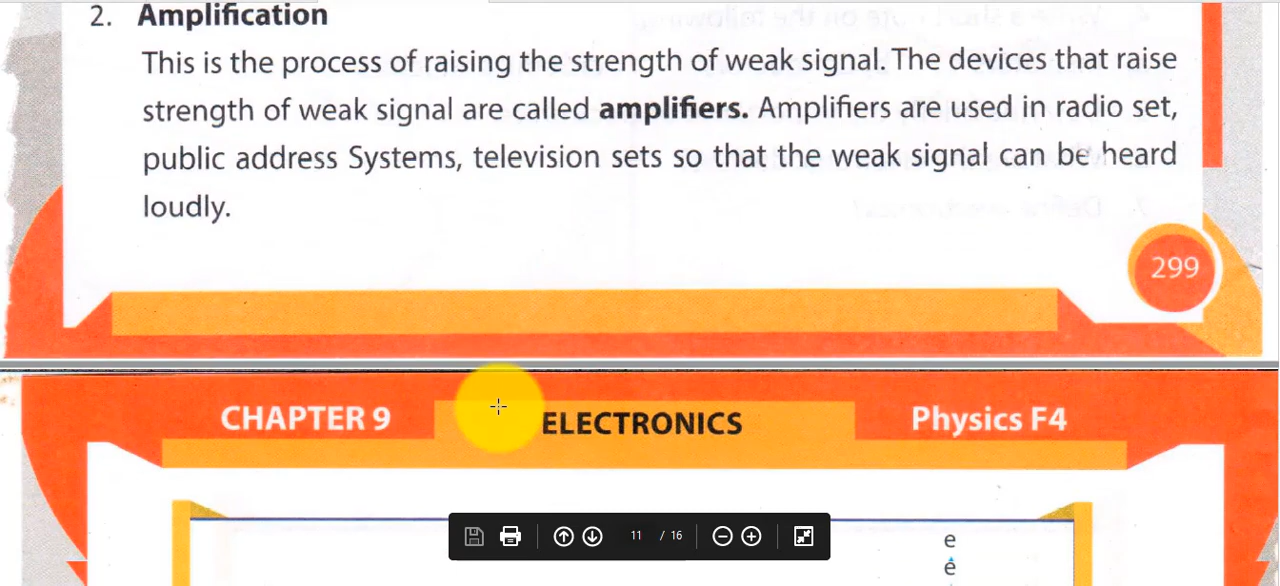 2. Amplification
This is the process of raising the strength of weak signal. The devices that raise
strength of weak signal are called amplifiers. Amplifiers are used in radio set,
public address Systems, television sets so that the weak signal can be heard
loudly.
299
CHAPTER 9 ELECTRONICS Physics F4
11 / 16
e
e